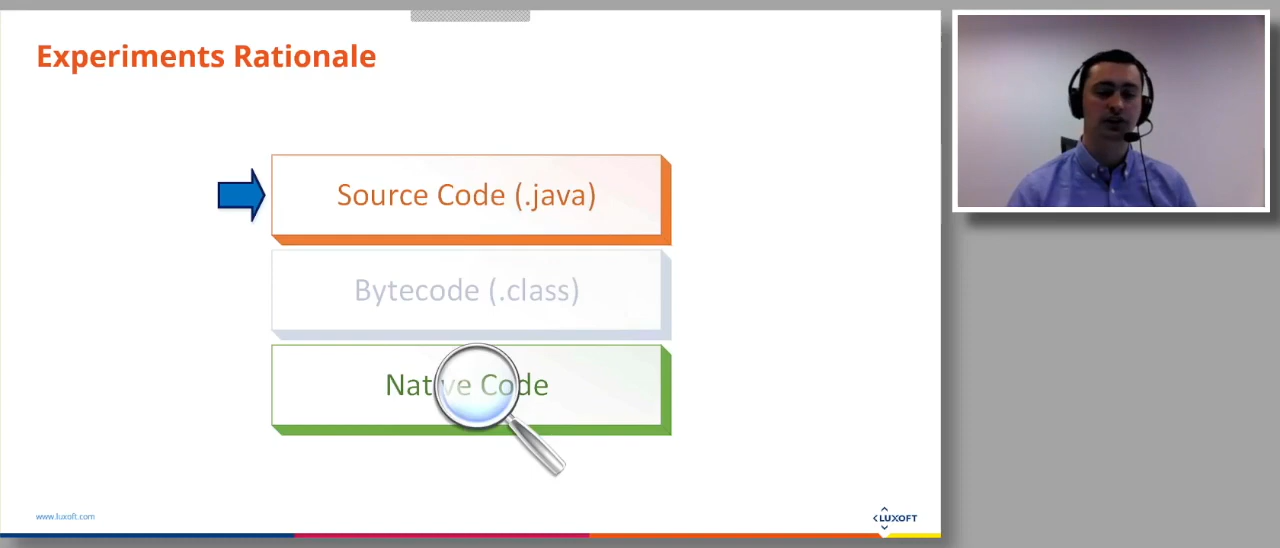 Experiments Rationale
Source Code (.java)
Bytecode (.class)
Native Code
www.luxoft.com
LUXOFT